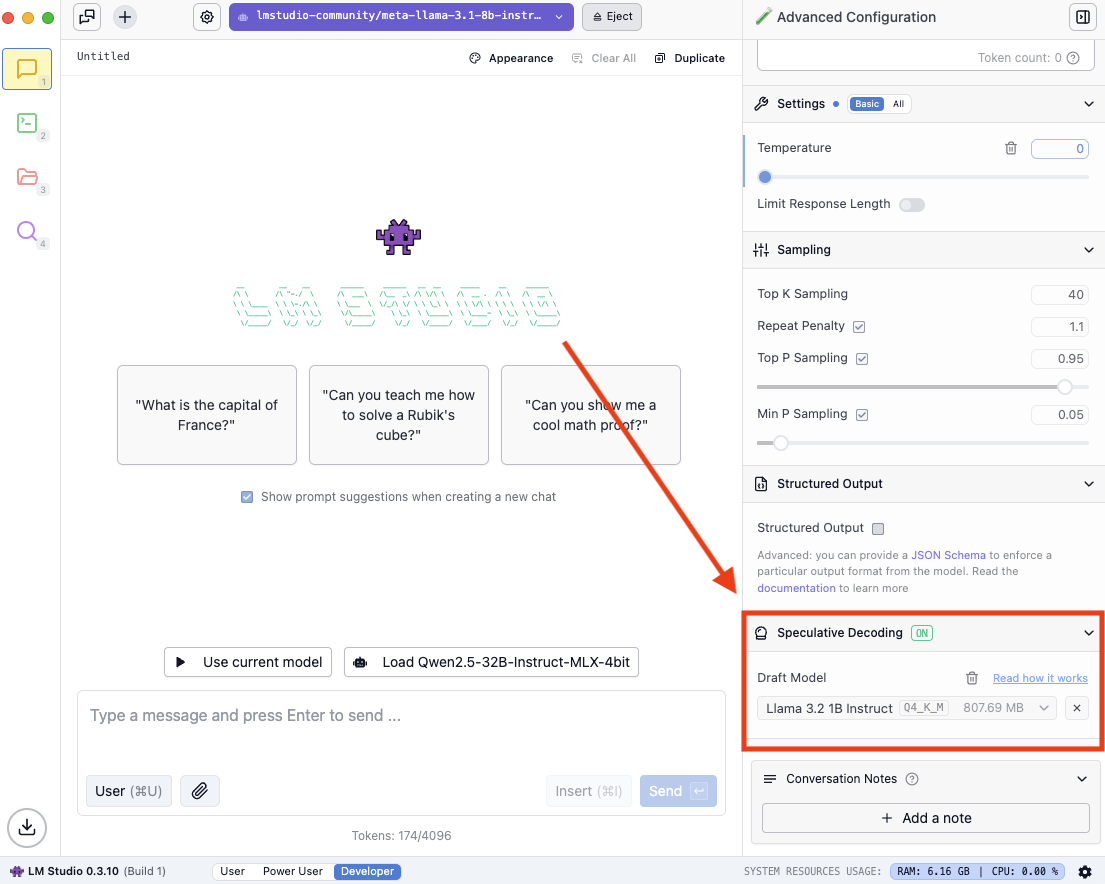 lmstudio-community/meta-llama-3.1-8b-instr...
Eject
Advanced Configuration
Untitled
Appearance
Clear All
Duplicate
Token count: 0
1
2
3
4
LM STUDIO
"What is the capital of
France?"
"Can you teach me how
to solve a Rubik's
cube?"
"Can you show me a
cool math proof?"
Show prompt suggestions when creating a new chat
Use current model
Load Qwen2.5-32B-Instruct-MLX-4bit
Type a message and press Enter to send ...
User (⌘U)
Insert (⌘I)
Send
Tokens: 174/4096
Settings
Basic All
Temperature
0
Limit Response Length
Sampling
Top K Sampling
40
Repeat Penalty
1.1
Top P Sampling
0.95
Min P Sampling
0.05
Structured Output
Structured Output
Advanced: you can provide a JSON Schema to enforce a
particular output format from the model. Read the
documentation to learn more
Speculative Decoding ON
Draft Model
Read how it works
Llama 3.2 1B Instruct Q4_K_M 807.69 MB
Conversation Notes
+ Add a note
LM Studio 0.3.10 (Build 1)
User Power User Developer
SYSTEM RESOURCES USAGE: RAM: 6.16 GB | CPU: 0.00 %